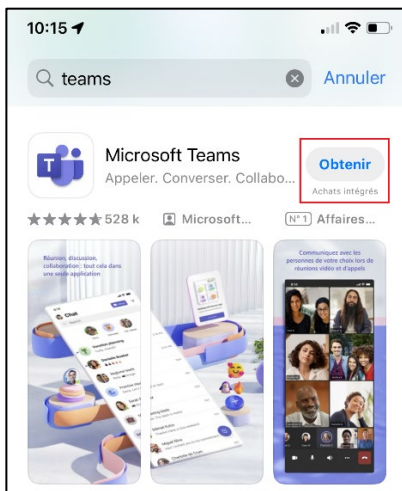 10:15
teams
Annuler
Microsoft Teams
Appeler. Converser. Collabo...
Obtenir
Achats intégrés
528 k
Microsoft...
N° 1
Affaires...
Réunion, discussion,
collaboration : tout cela dans
une seule application
Chat
Communiquez avec les
personnes de votre choix lors de
réunions vidéo et d'appels